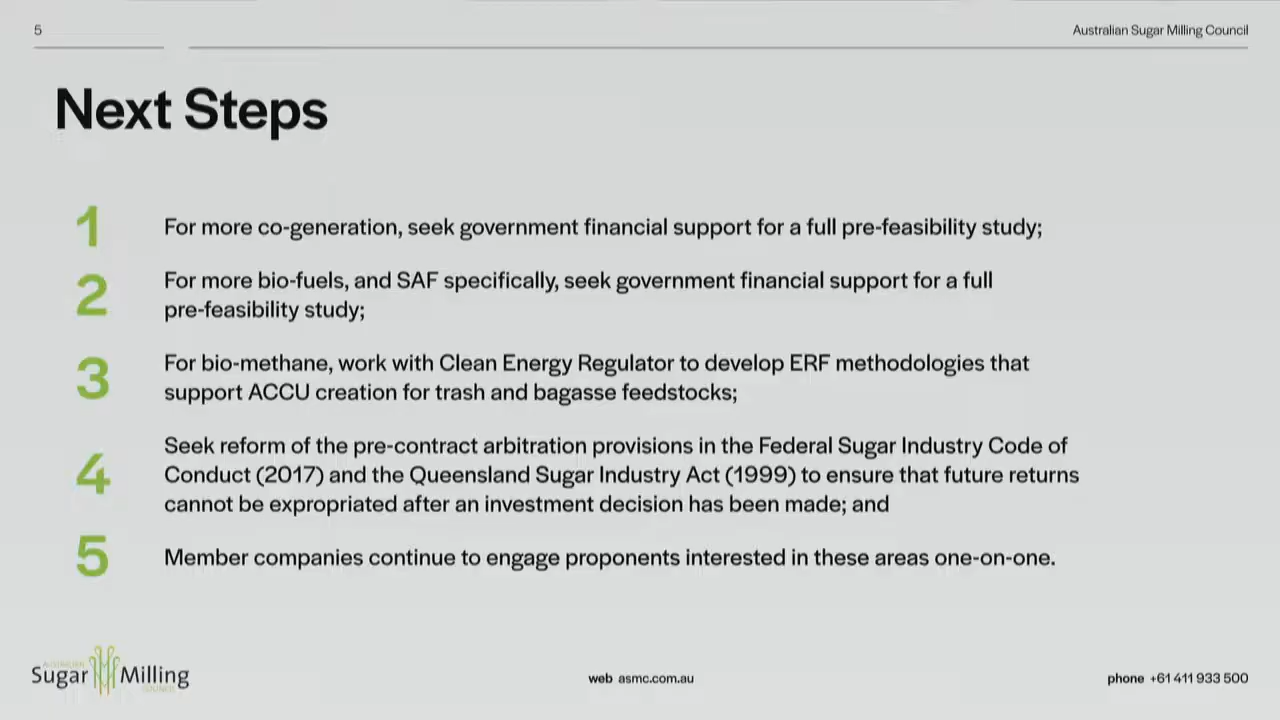 5
Australian Sugar Milling Council
Next Steps
1
For more co-generation, seek government financial support for a full pre-feasibility study;
2
For more bio-fuels, and SAF specifically, seek government financial support for a full
pre-feasibility study;
3
For bio-methane, work with Clean Energy Regulator to develop ERF methodologies that
support ACCU creation for trash and bagasse feedstocks;
4
Seek reform of the pre-contract arbitration provisions in the Federal Sugar Industry Code of
Conduct (2017) and the Queensland Sugar Industry Act (1999) to ensure that future returns
cannot be expropriated after an investment decision has been made; and
5
Member companies continue to engage proponents interested in these areas one-on-one.
AUSTRALIAN
Sugar Milling
COUNCIL
web asmc.com.au
phone +61 411 933 500